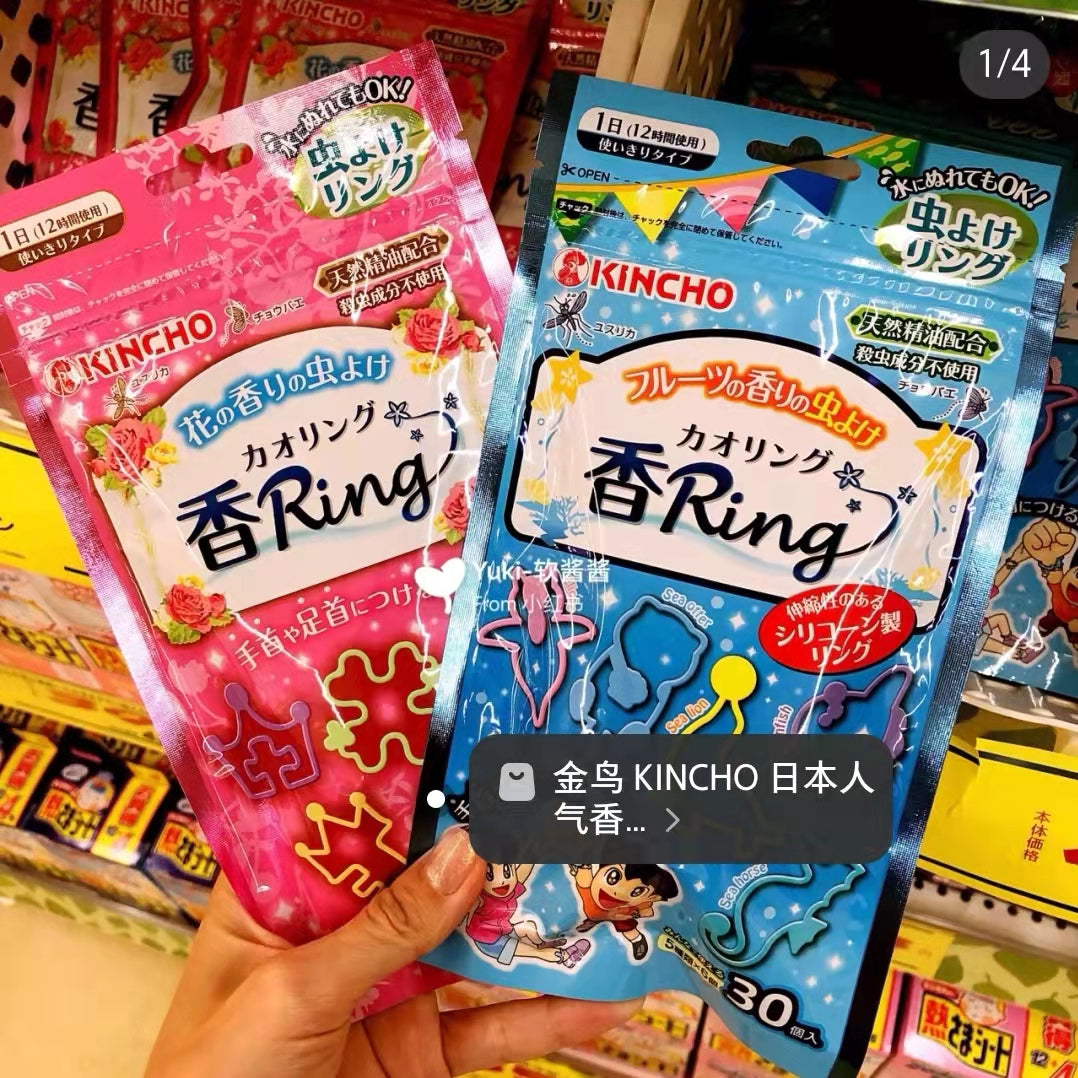 1/4
水にぬれてもOK!
虫よけ
リング
1日(12時間使用)
使いきりタイプ
天然精油配合
殺虫成分不使用
KINCHO
チョウバエ
ユスリカ
花の香りの虫よけ
カオリング
香Ring
手首や足首につけ
1日(12時間使用)
使いきりタイプ
OPEN
水にぬれてもOK!
虫よけ
リング
KINCHO
ユスリカ
天然精油配合
殺虫成分不使用
チョウバエ
フルーツの香りの虫よけ
カオリング
香Ring
Yuki-软酱酱
From 小红书
伸縮性のある
シリコーン製
リング
Sea otter
Sea lion
金鸟 KINCHO 日本人
气香... >
Sea horse
30個入
本体価格
熱さまシート